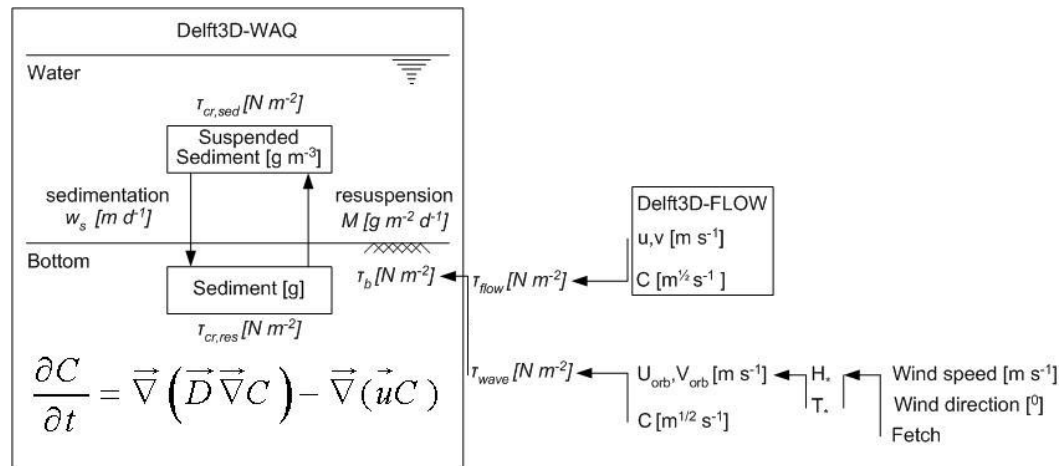 Delft3D-WAQ
Water
τcr,sed [N m-2]
Suspended
Sediment [g m-3]
sedimentation
ws [m d-1]
resuspension
M [g m-2 d-1]
Bottom
Sediment [g]
τcr,res [N m-2]
τb [N m-2]
∂C/∂t = ∇⃗(D⃗∇⃗C) − ∇⃗(u⃗C)
τflow [N m-2]
Delft3D-FLOW
u,v [m s-1]
C [m½ s-1 ]
τwave [N m-2]
Uorb,Vorb [m s-1]
C [m1/2 s-1]
H*
T*
Wind speed [m s-1]
Wind direction [0]
Fetch